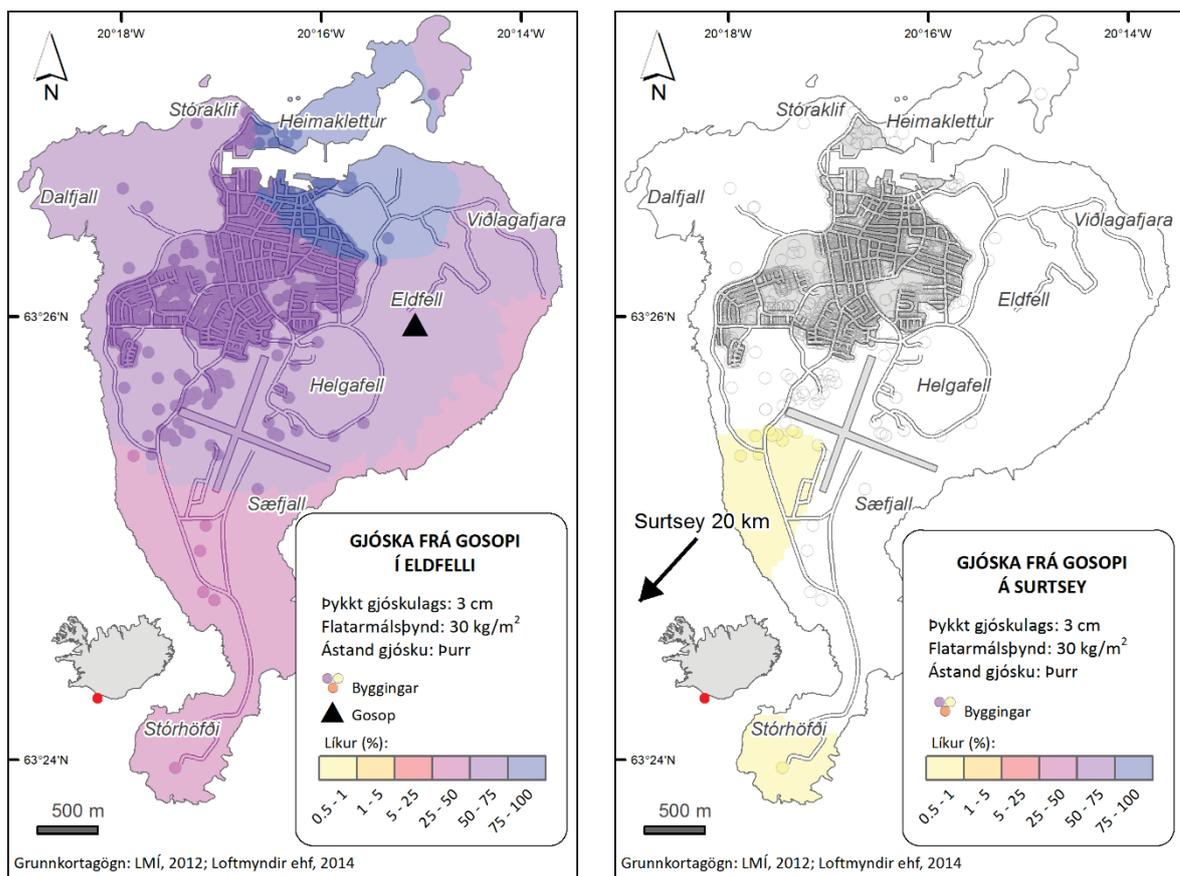 20°18'W
20°16'W
20°14'W
N
Stóraklif
Heimaklettur
Dalfjall
Viðlagafjara
Eldfell
63°26'N
Helgafell
Sæfjall
GJÓSKA FRÁ GOSOPI
Í ELDFELLI
Þykkt gjóskulags: 3 cm
Flatarmálsþynd: 30 kg/m²
Ástand gjósku: Þurr
Byggingar
Gosop
Stórhöfði
Líkur (%):
63°24'N
0.5 - 1
1 - 5
5 - 25
25 - 50
50 - 75
75 - 100
500 m
Grunnkortagögn: LMÍ, 2012; Loftmyndir ehf, 2014
20°18'W
20°16'W
20°14'W
N
Stóraklif
Heimaklettur
Dalfjall
Viðlagafjara
Eldfell
63°26'N
Helgafell
Sæfjall
Surtsey 20 km
GJÓSKA FRÁ GOSOPI
Á SURTSEY
Þykkt gjóskulags: 3 cm
Flatarmálsþynd: 30 kg/m²
Ástand gjósku: Þurr
Byggingar
Stórhöfði
Líkur (%):
63°24'N
0.5 - 1
1 - 5
5 - 25
25 - 50
50 - 75
75 - 100
500 m
Grunnkortagögn: LMÍ, 2012; Loftmyndir ehf, 2014